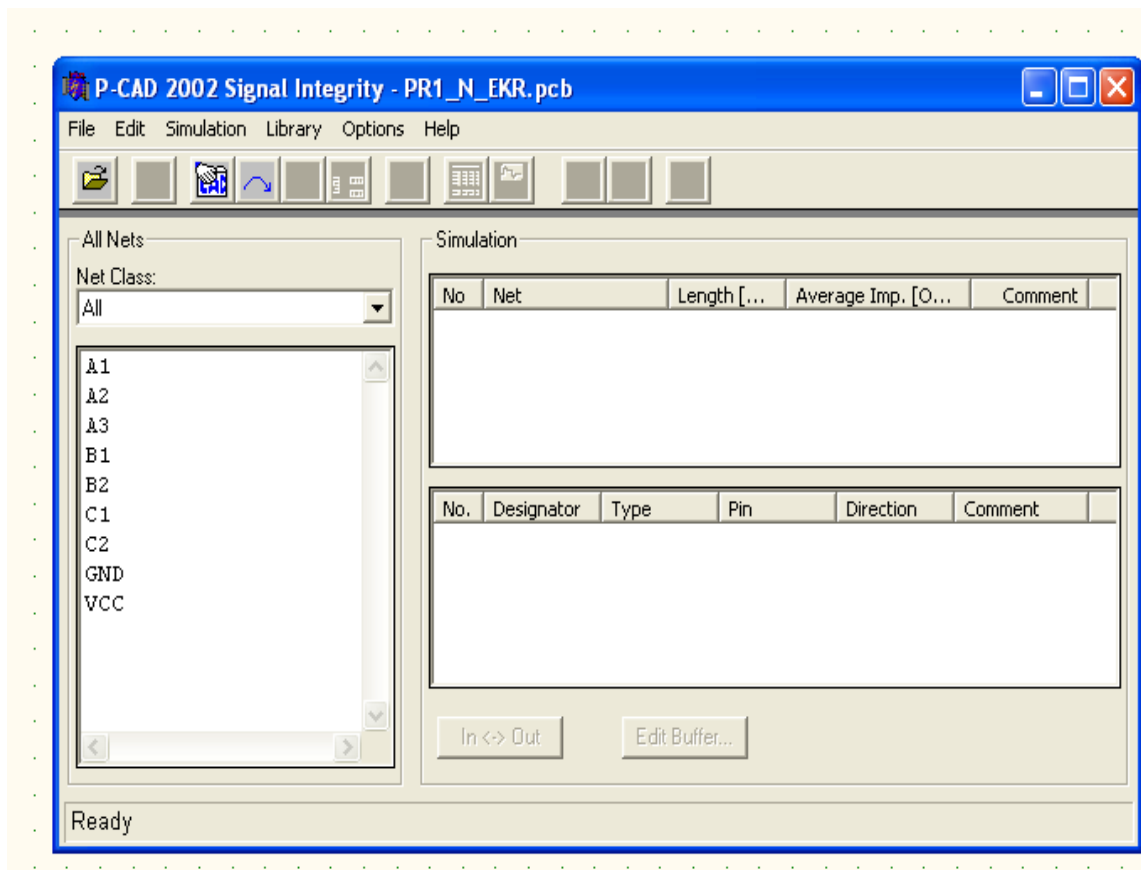 P-CAD 2002 Signal Integrity - PR1_N_EKR.pcb
File Edit Simulation Library Options Help
All Nets
Net Class:
All
A1
A2
A3
B1
B2
C1
C2
GND
VCC
Simulation
No Net Length [... Average Imp. [O... Comment
No. Designator Type Pin Direction Comment
In <-> Out Edit Buffer...
Ready